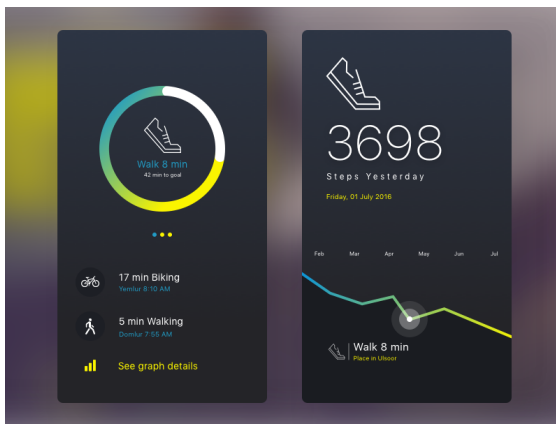 Walk 8 min
42 min to goal
17 min Biking
Yemlur 8:10 AM
5 min Walking
Domlur 7:55 AM
See graph details
3698
Steps Yesterday
Friday, 01 July 2016
Feb Mar Apr May Jun Jul
Walk 8 min
Place in Ulsoor